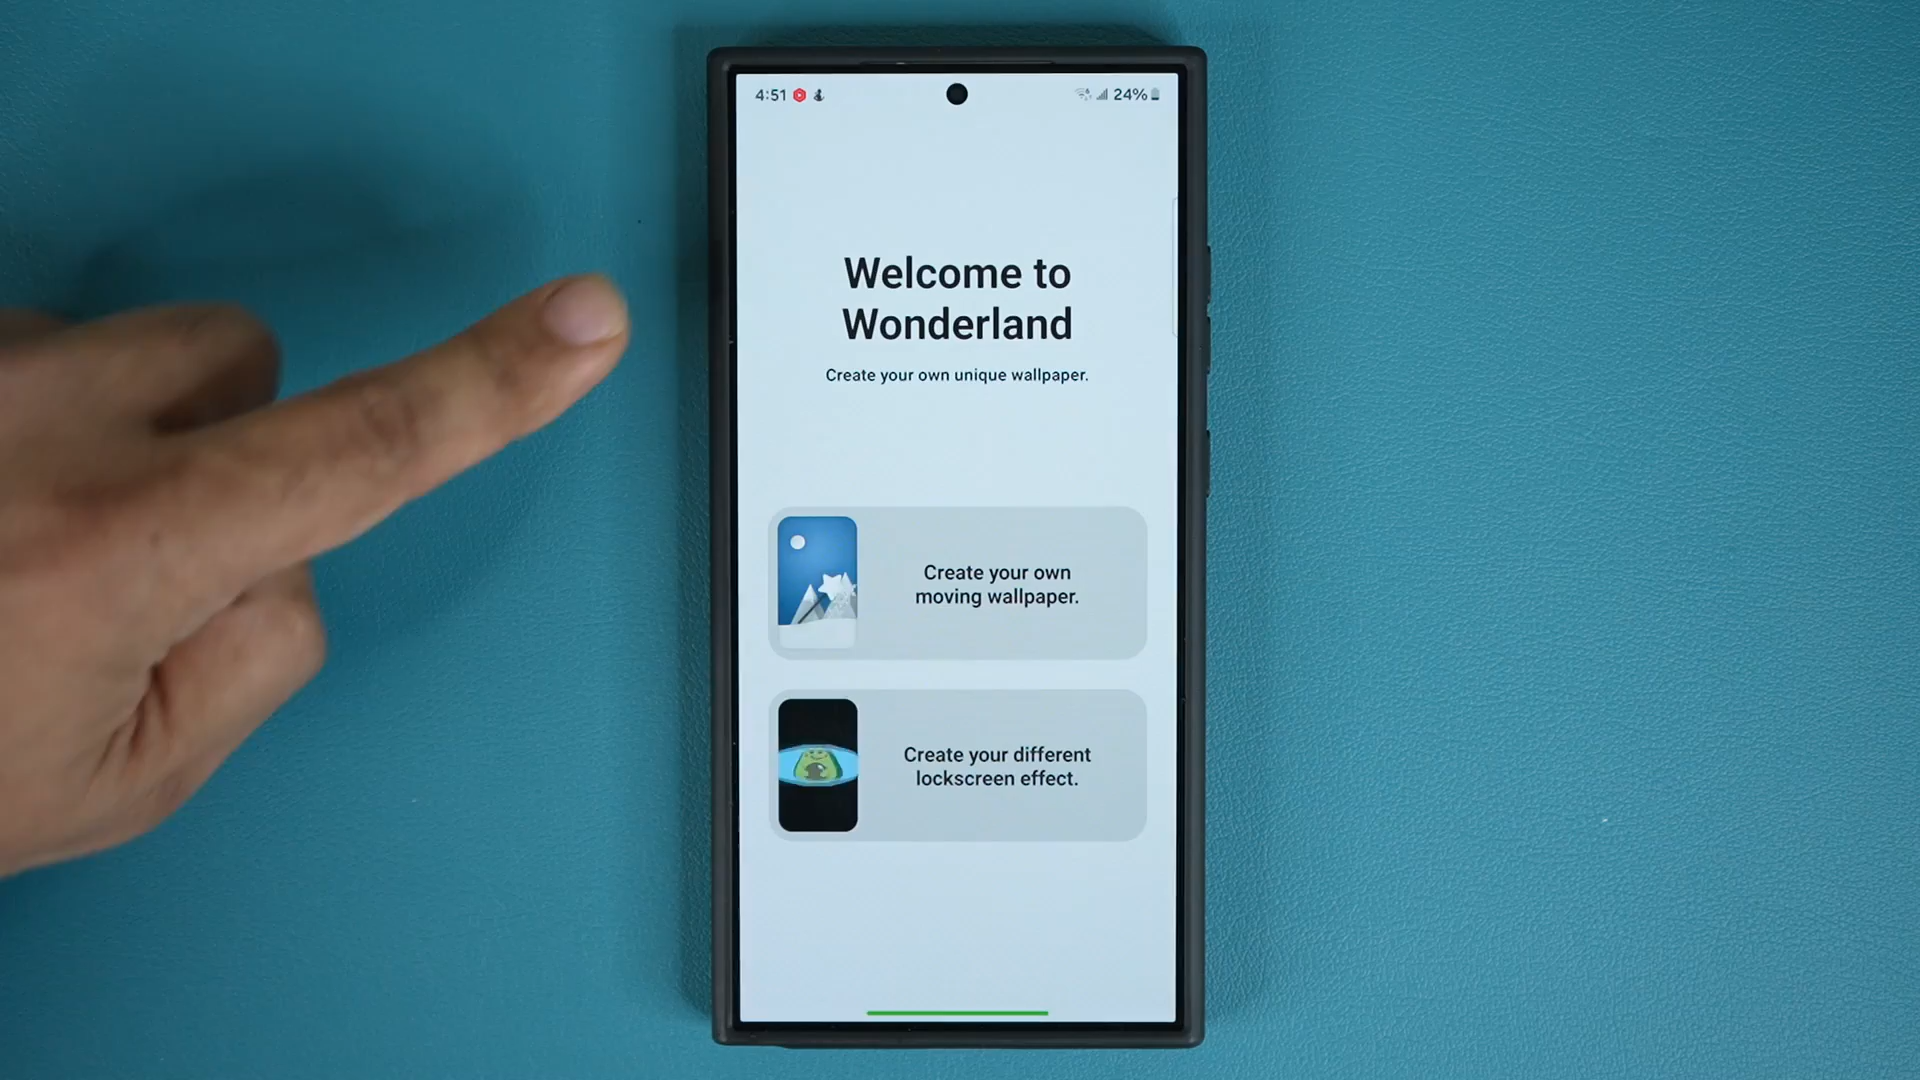 4:51
24%
Welcome to
Wonderland
Create your own unique wallpaper.
Create your own
moving wallpaper.
Create your different
lockscreen effect.